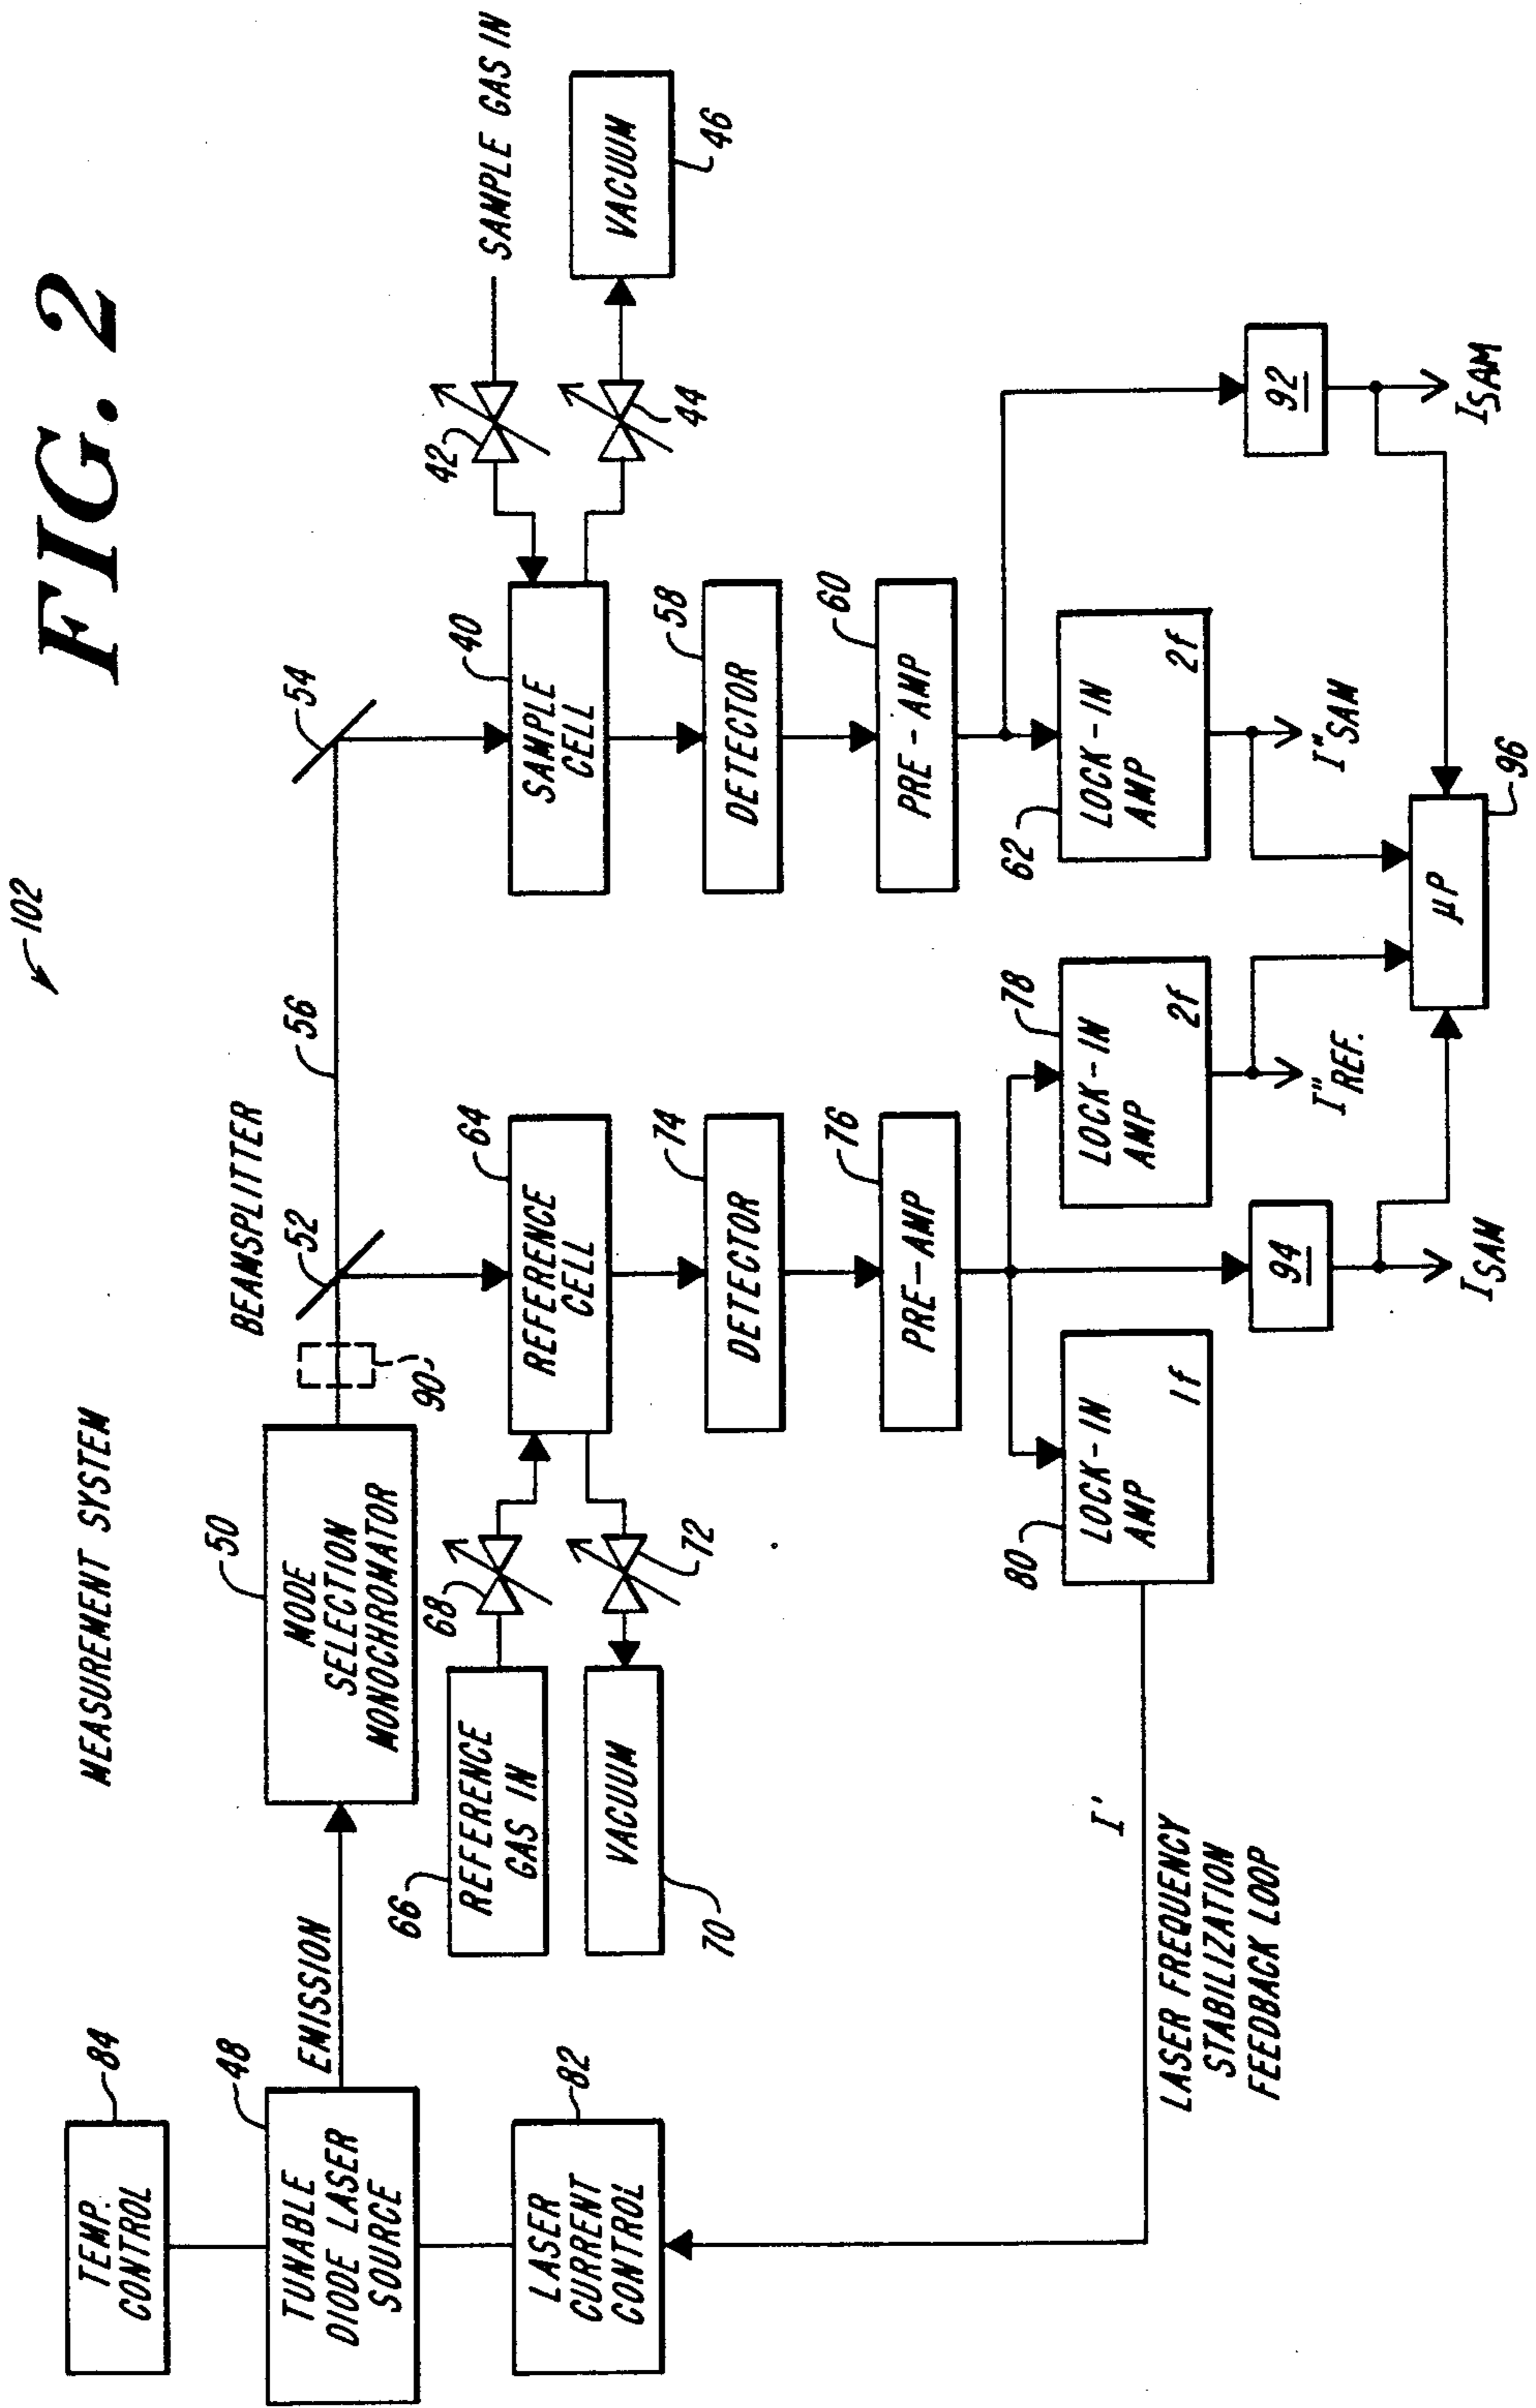 FIG. 2
102
MEASUREMENT SYSTEM
TEMP.
CONTROL
84
TUNABLE
DIODE LASER
SOURCE
48
EMISSION
LASER
CURRENT
CONTROL
82
MODE
SELECTION
MONOCHROMATOR
50
90
BEAMSPLITTER
52
56
54
REFERENCE
GAS IN
66
68
VACUUM
70
72
REFERENCE
CELL
64
DETECTOR
74
PRE-AMP
76
SAMPLE
CELL
40
42
SAMPLE GAS IN
44
VACUUM
46
DETECTOR
58
PRE-AMP
60
LOCK-IN
AMP
1f
80
I'
LASER FREQUENCY
STABILIZATION
FEEDBACK LOOP
94
ISAM
LOCK-IN
AMP
2f
78
I"REF.
LOCK-IN
AMP
2f
62
I"SAM
92
ISAM
µP
96